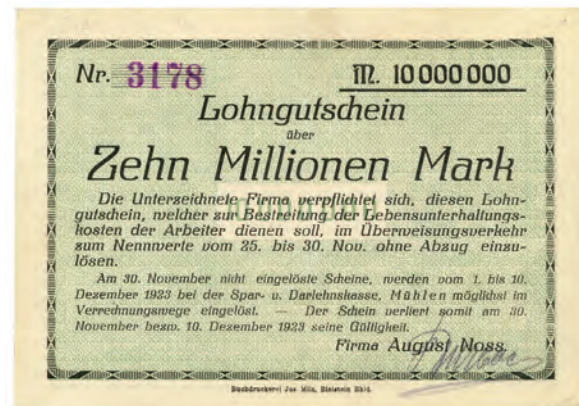 Nr. 3178 M. 10 000 000
Lohngutschein
über
Zehn Millionen Mark
Die Unterzeichnete Firma verpflichtet sich, diesen Lohn-
gutschein, welcher zur Bestreitung der Lebensunterhaltungs-
kosten der Arbeiter dienen soll, im Überweisungsverkehr
zum Nennwerte vom 25. bis 30. Nov. ohne Abzug einzu-
lösen.
Am 30. November nicht eingelöste Scheine, werden vom 1. bis 10.
Dezember 1923 bei der Spar- u. Darlehnskasse, Mühlen möglichst im
Verrechnungswege eingelöst. — Der Schein verliert somit am 30.
November bezw. 10. Dezember 1923 seine Gültigkeit.
Firma August Noss.
Buchdruckerei Jos. Bielstein Rhld.